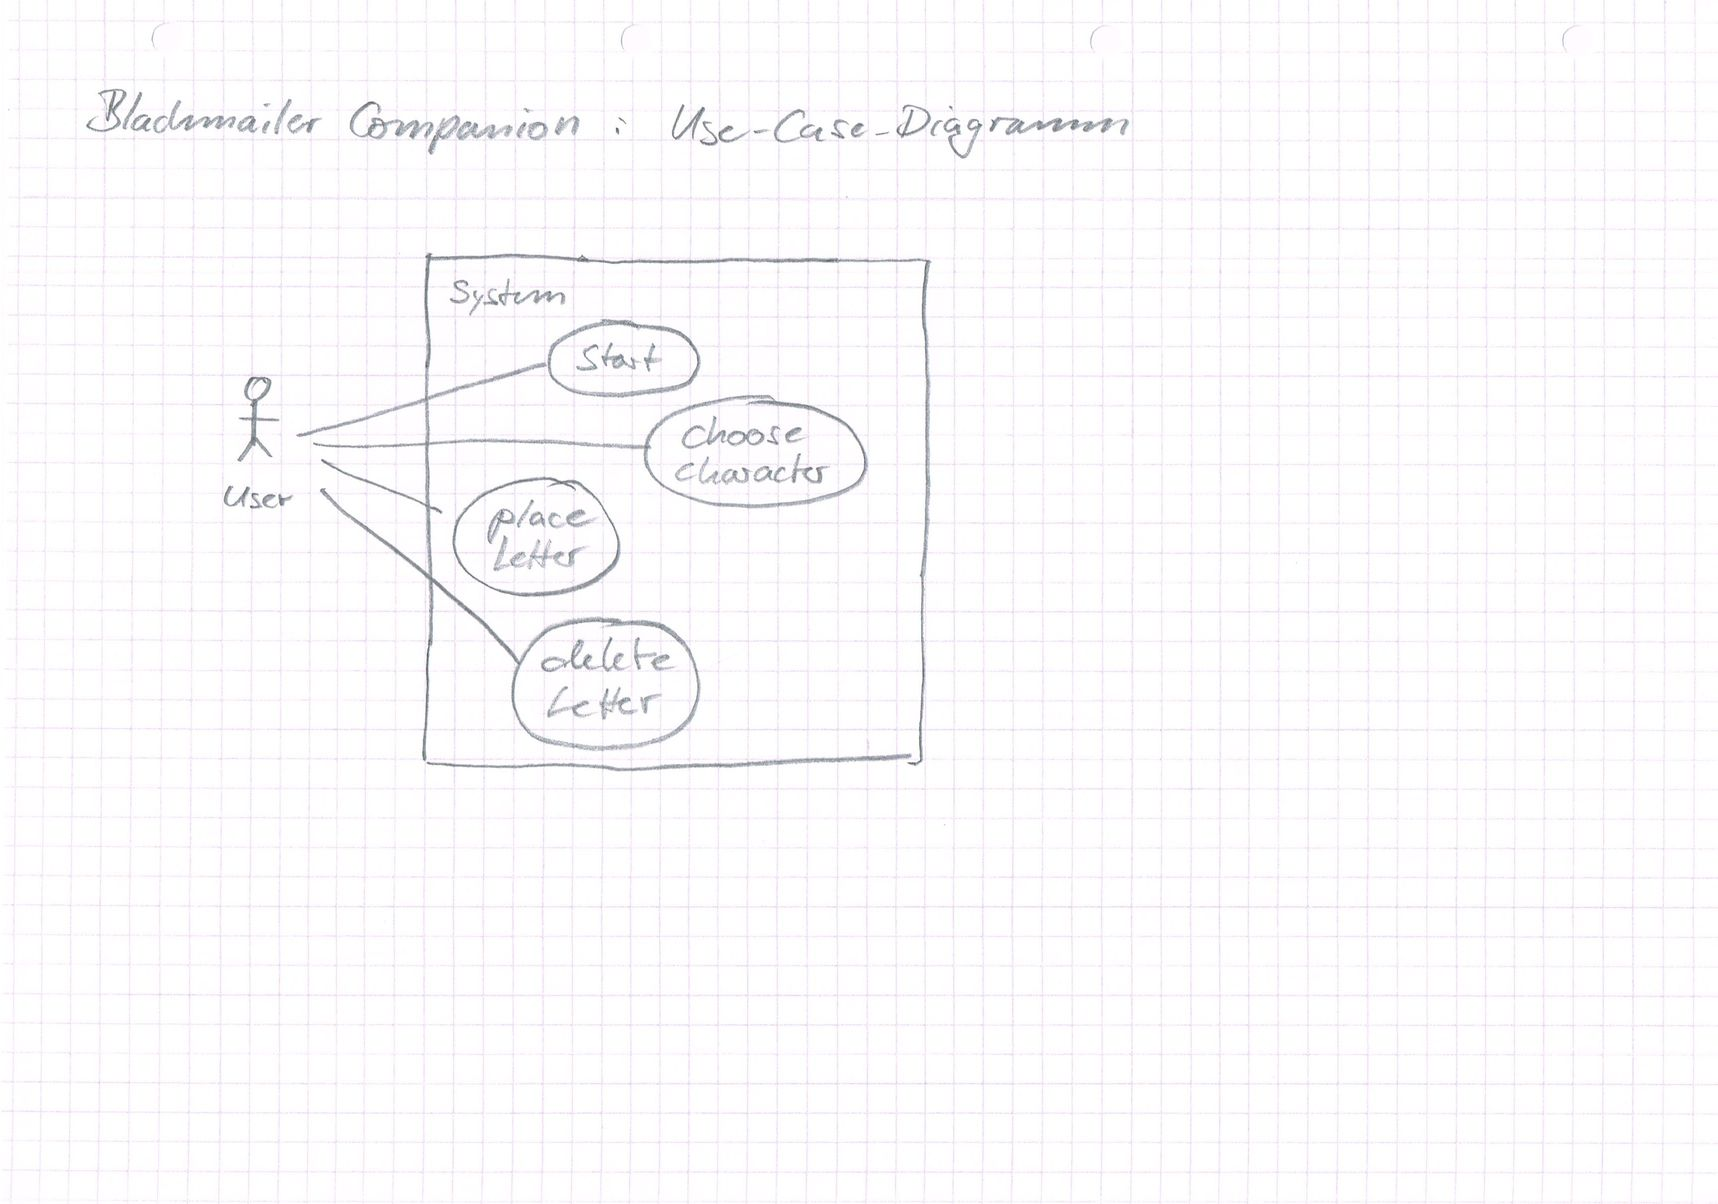 Blackmailer Companion : Use-Case-Diagramm
System
Start
choose
character
User
place
Letter
delete
Letter